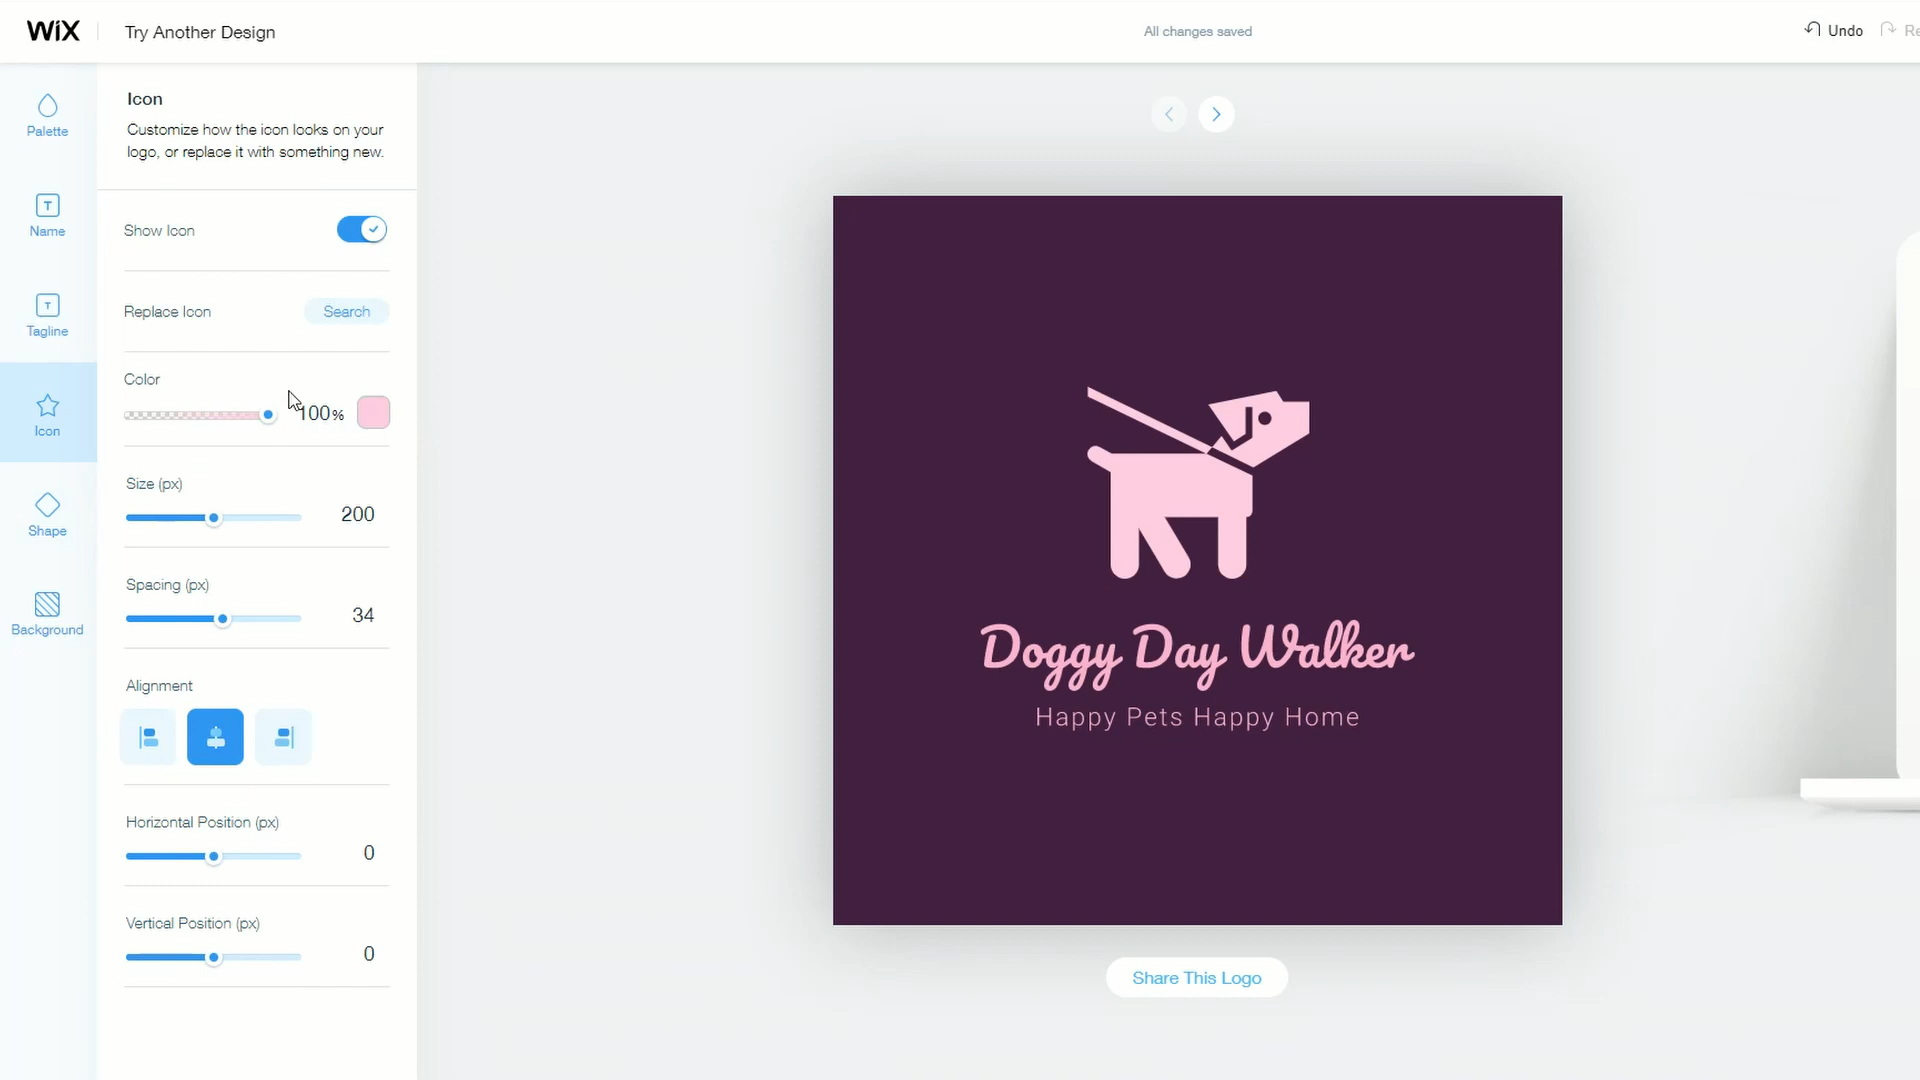 WiX
Try Another Design
All changes saved
Undo
Re
Palette
Name
Tagline
Icon
Shape
Background
Icon
Customize how the icon looks on your
logo, or replace it with something new.
Show Icon
Replace Icon
Search
Color
100%
Size (px)
200
Spacing (px)
34
Alignment
Horizontal Position (px)
0
Vertical Position (px)
0
Doggy Day Walker
Happy Pets Happy Home
Share This Logo